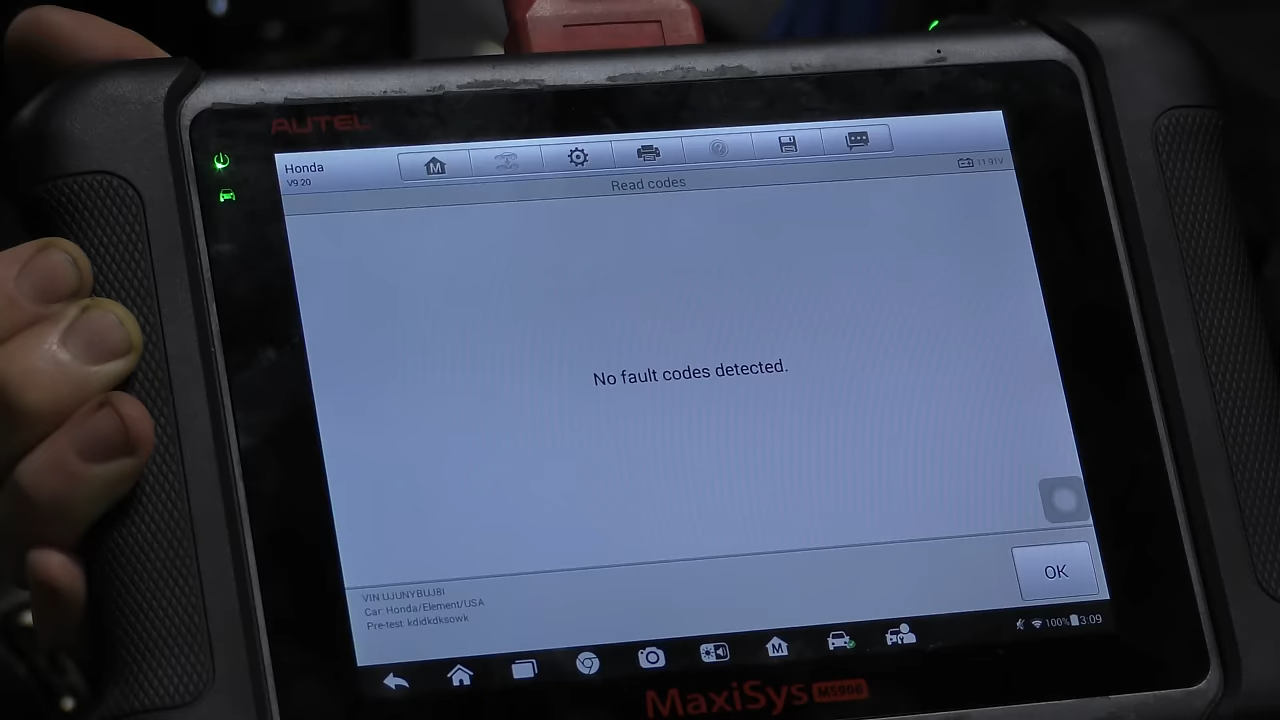 AUTEL
Honda
V9.20
M
Read codes
11.91V
No fault codes detected.
OK
VIN UJUNYBUJ8I
Car: Honda/Element/USA
Pre-test: kdidkdksowk
M
100% 3:09
MaxiSys MS906